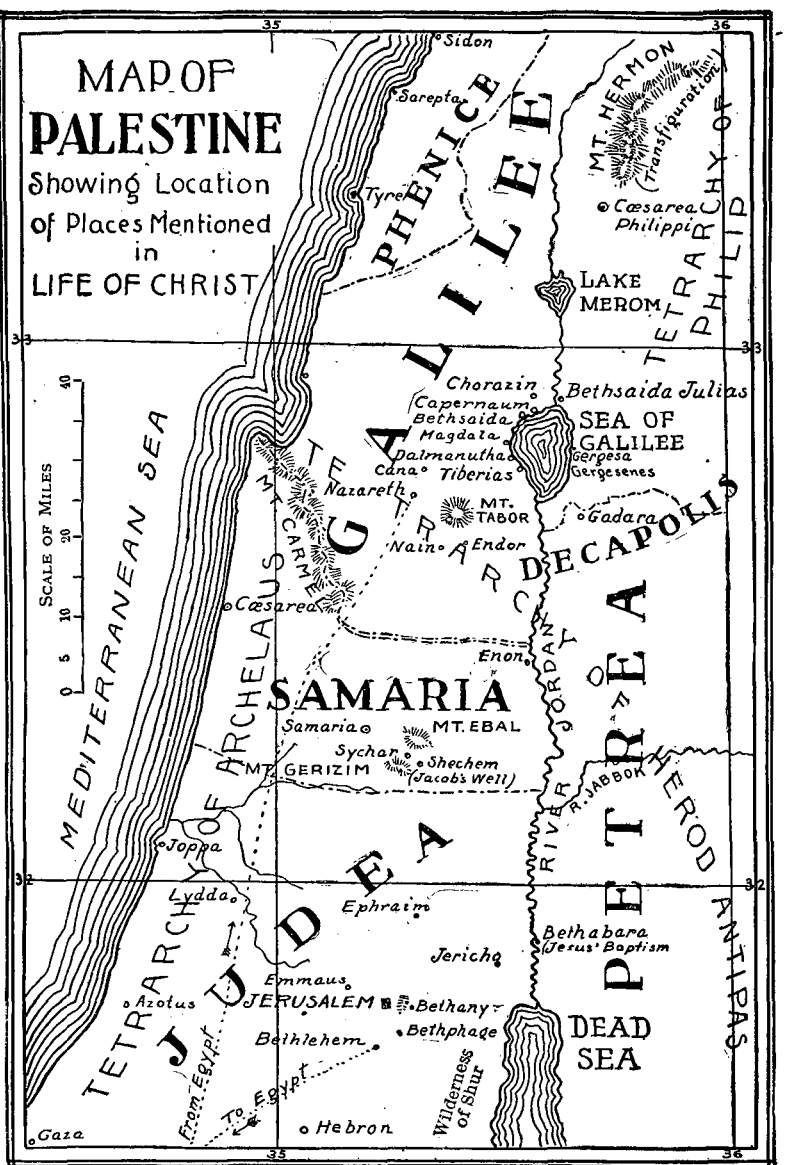 MAP OF
PALESTINE
Showing Location
of Places Mentioned
in
LIFE OF CHRIST
35
36
Sidon
Sarepta
Tyre
PHENICE
GALILEE
MT. HERMON
(Transfiguration)
Cæsarea
Philippi
TETRARCHY OF
PHILIP
LAKE
MEROM
33
33
Chorazin
Bethsaida Julias
Capernaum
Bethsaida
Magdala
Dalmanutha
Cana
Tiberias
SEA OF
GALILEE
Gergesa
Gergesenes
Nazareth
MT.
TABOR
Gadara
Nain
Endor
DECAPOLIS
MT. CARMEL
Cæsarea
SCALE OF MILES
40
20
10
5
0
MEDITERRANEAN SEA
TETRARCHY OF HEROD ANTIPAS
Enon
SAMARIA
Samaria
MT. EBAL
Sychar
Shechem
(Jacob's Well)
MT. GERIZIM
RIVER JORDAN
R. JABBOK
PETREA
TETRARCHY OF ARCHELAUS
Joppa
32
32
JUDEA
Lydda
Ephraim
Bethabara
(Jesus' Baptism
Jericho
Emmaus
Azotus
JERUSALEM
Bethany
Bethphage
Bethlehem
DEAD
SEA
Wilderness
of Shur
From Egypt
To Egypt
Gaza
Hebron
35
36